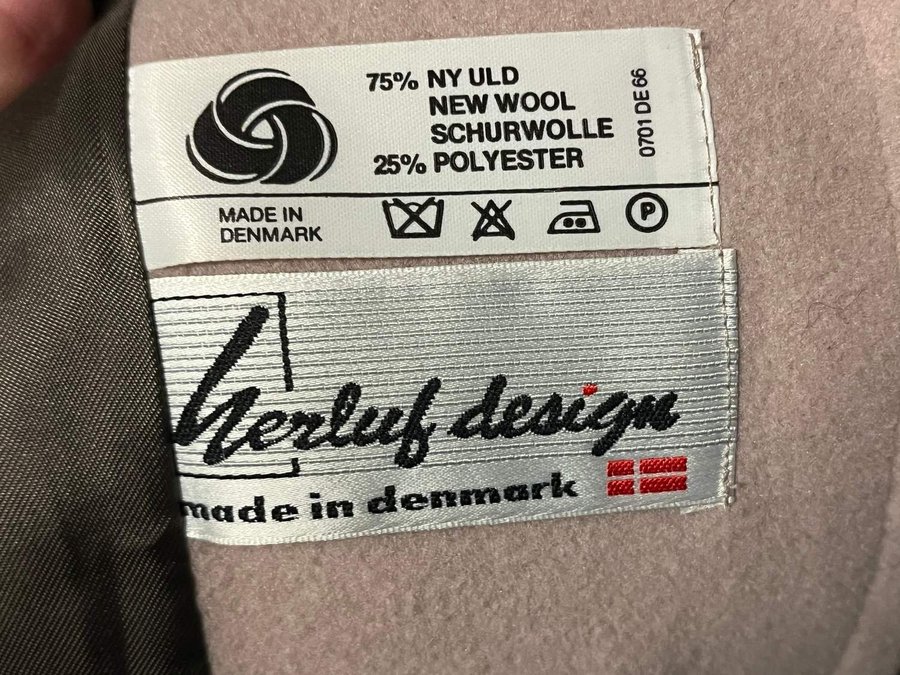 75% NY ULD
NEW WOOL
SCHURWOLLE
25% POLYESTER
0701 DE 66
MADE IN
DENMARK
P
herluf design
made in denmark